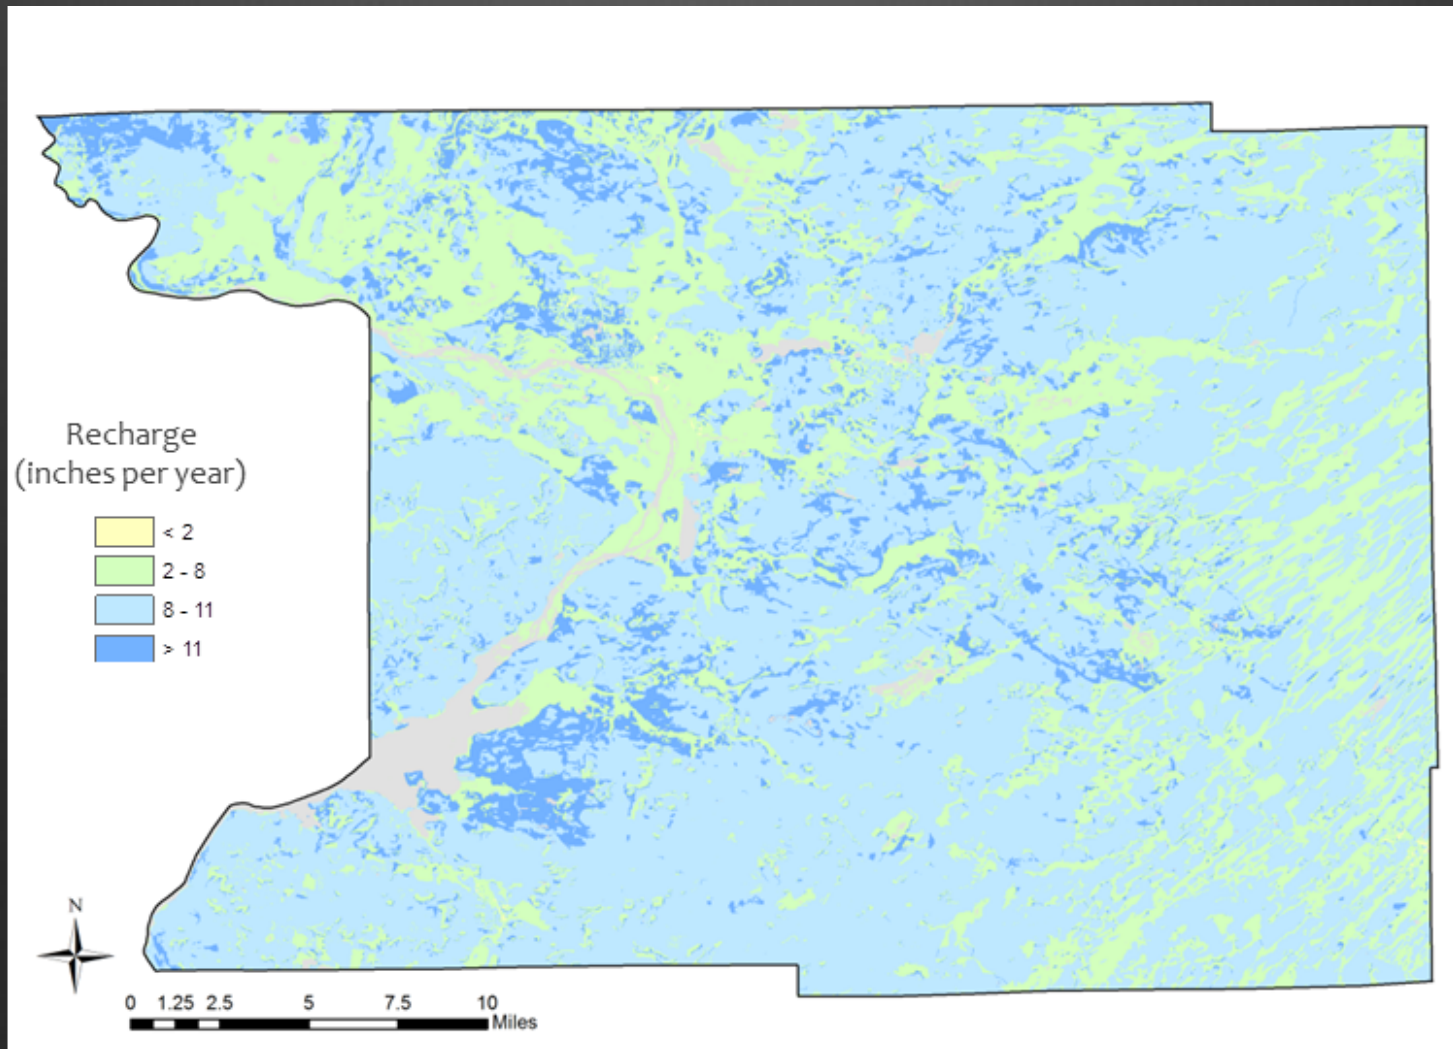 Recharge
(inches per year)
< 2
2 - 8
8 - 11
> 11
N
0 1.25 2.5 5 7.5 10
Miles